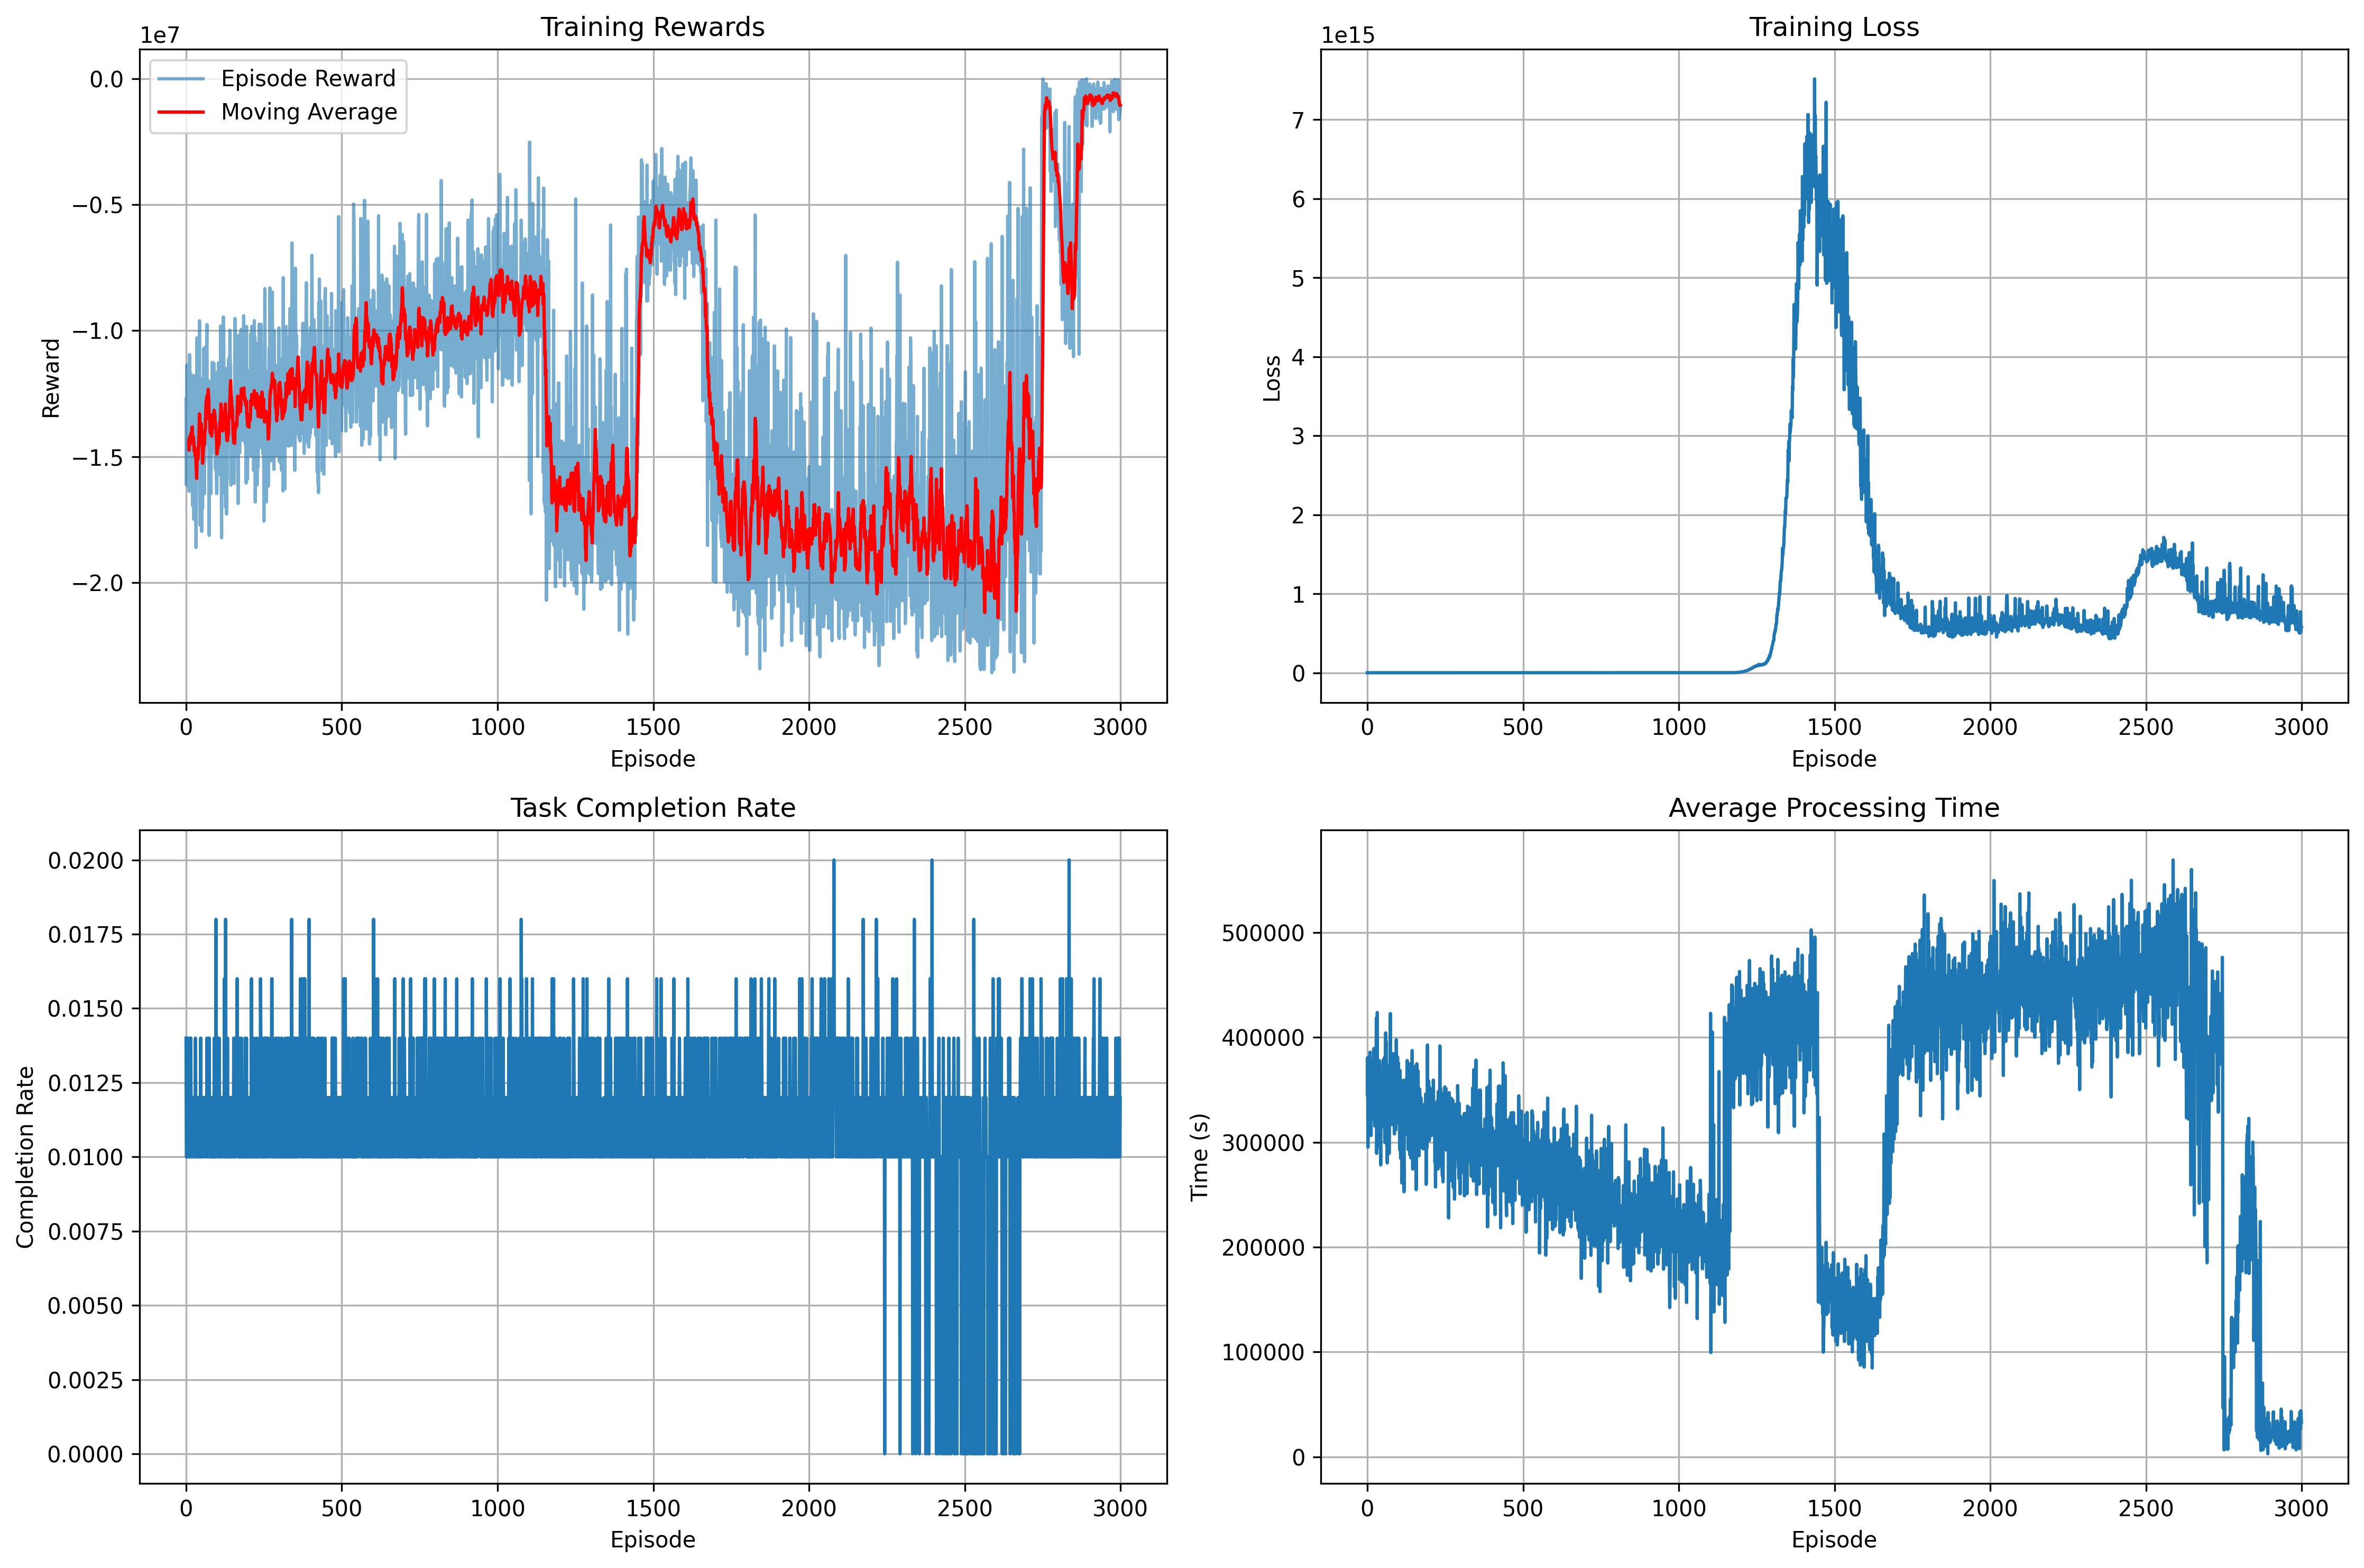 Training Rewards
1e7
Episode Reward
Moving Average
0.0
−0.5
−1.0
−1.5
−2.0
Reward
0 500 1000 1500 2000 2500 3000
Episode
Training Loss
1e15
7
6
5
4
3
2
1
0
Loss
0 500 1000 1500 2000 2500 3000
Episode
Task Completion Rate
0.0200
0.0175
0.0150
0.0125
0.0100
0.0075
0.0050
0.0025
0.0000
Completion Rate
0 500 1000 1500 2000 2500 3000
Episode
Average Processing Time
500000
400000
300000
200000
100000
0
Time (s)
0 500 1000 1500 2000 2500 3000
Episode